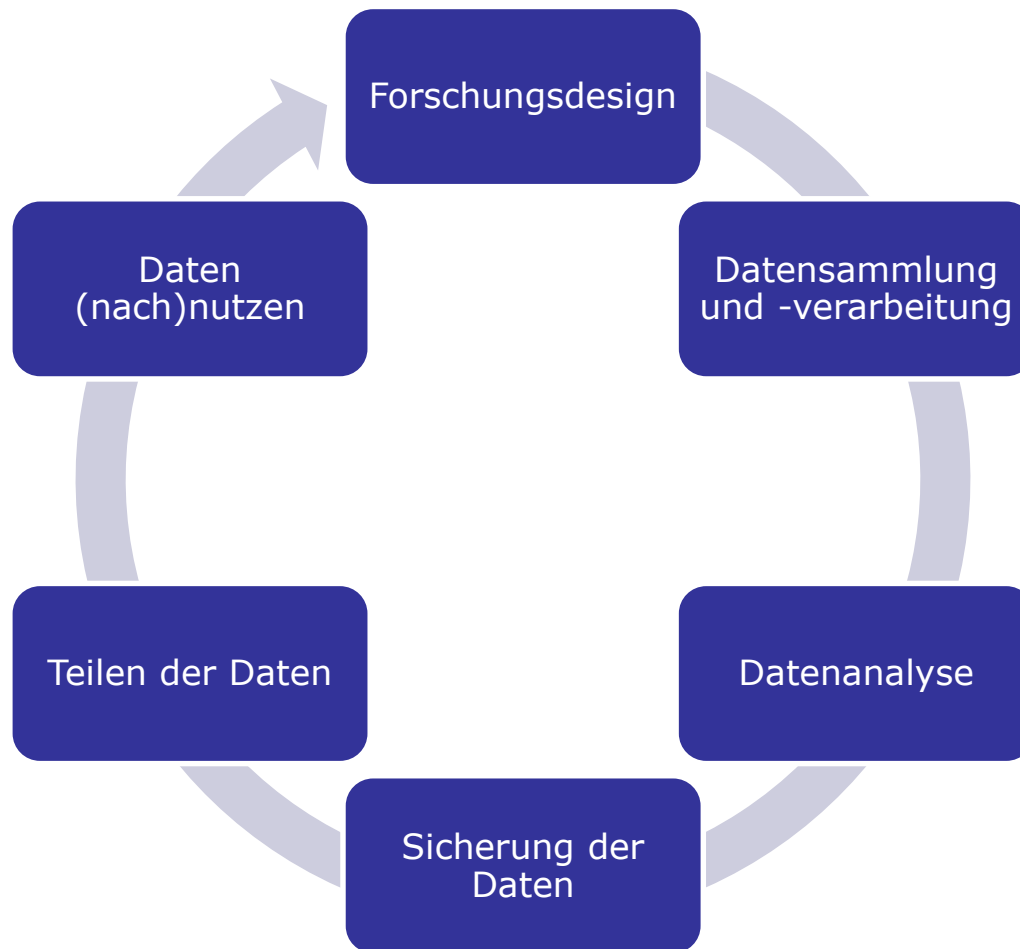 Forschungsdesign
Datensammlung
und -verarbeitung
Datenanalyse
Sicherung der
Daten
Teilen der Daten
Daten
(nach)nutzen